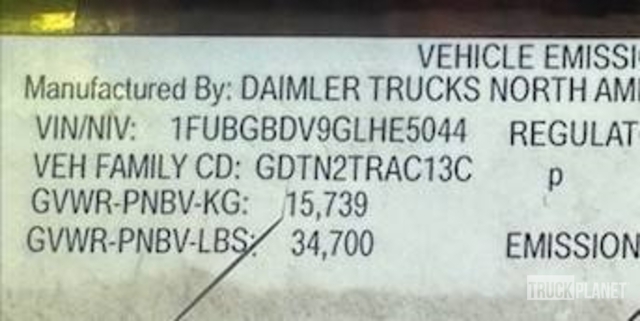 VEHICLE EMISSI
Manufactured By: DAIMLER TRUCKS NORTH AM
VIN/NIV: 1FUBGBDV9GLHE5044 REGULAT
VEH FAMILY CD: GDTN2TRAC13C p
GVWR-PNBV-KG: 15,739
GVWR-PNBV-LBS: 34,700 EMISSION
TRUCKPLANET